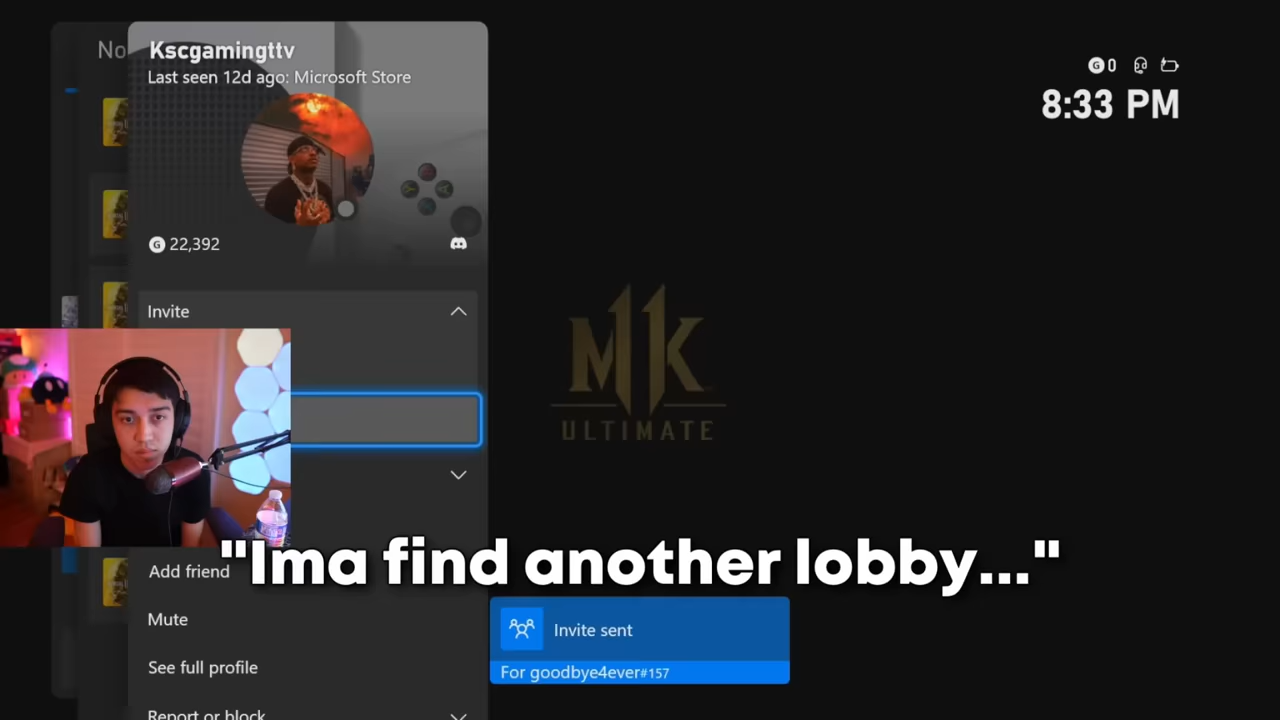 No
Kscgamingttv
Last seen 12d ago: Microsoft Store
G 0
8:33 PM
G 22,392
Invite
MK
ULTIMATE
"Ima find another lobby..."
Add friend
Mute
See full profile
Report or block
Invite sent
For goodbye4ever#157